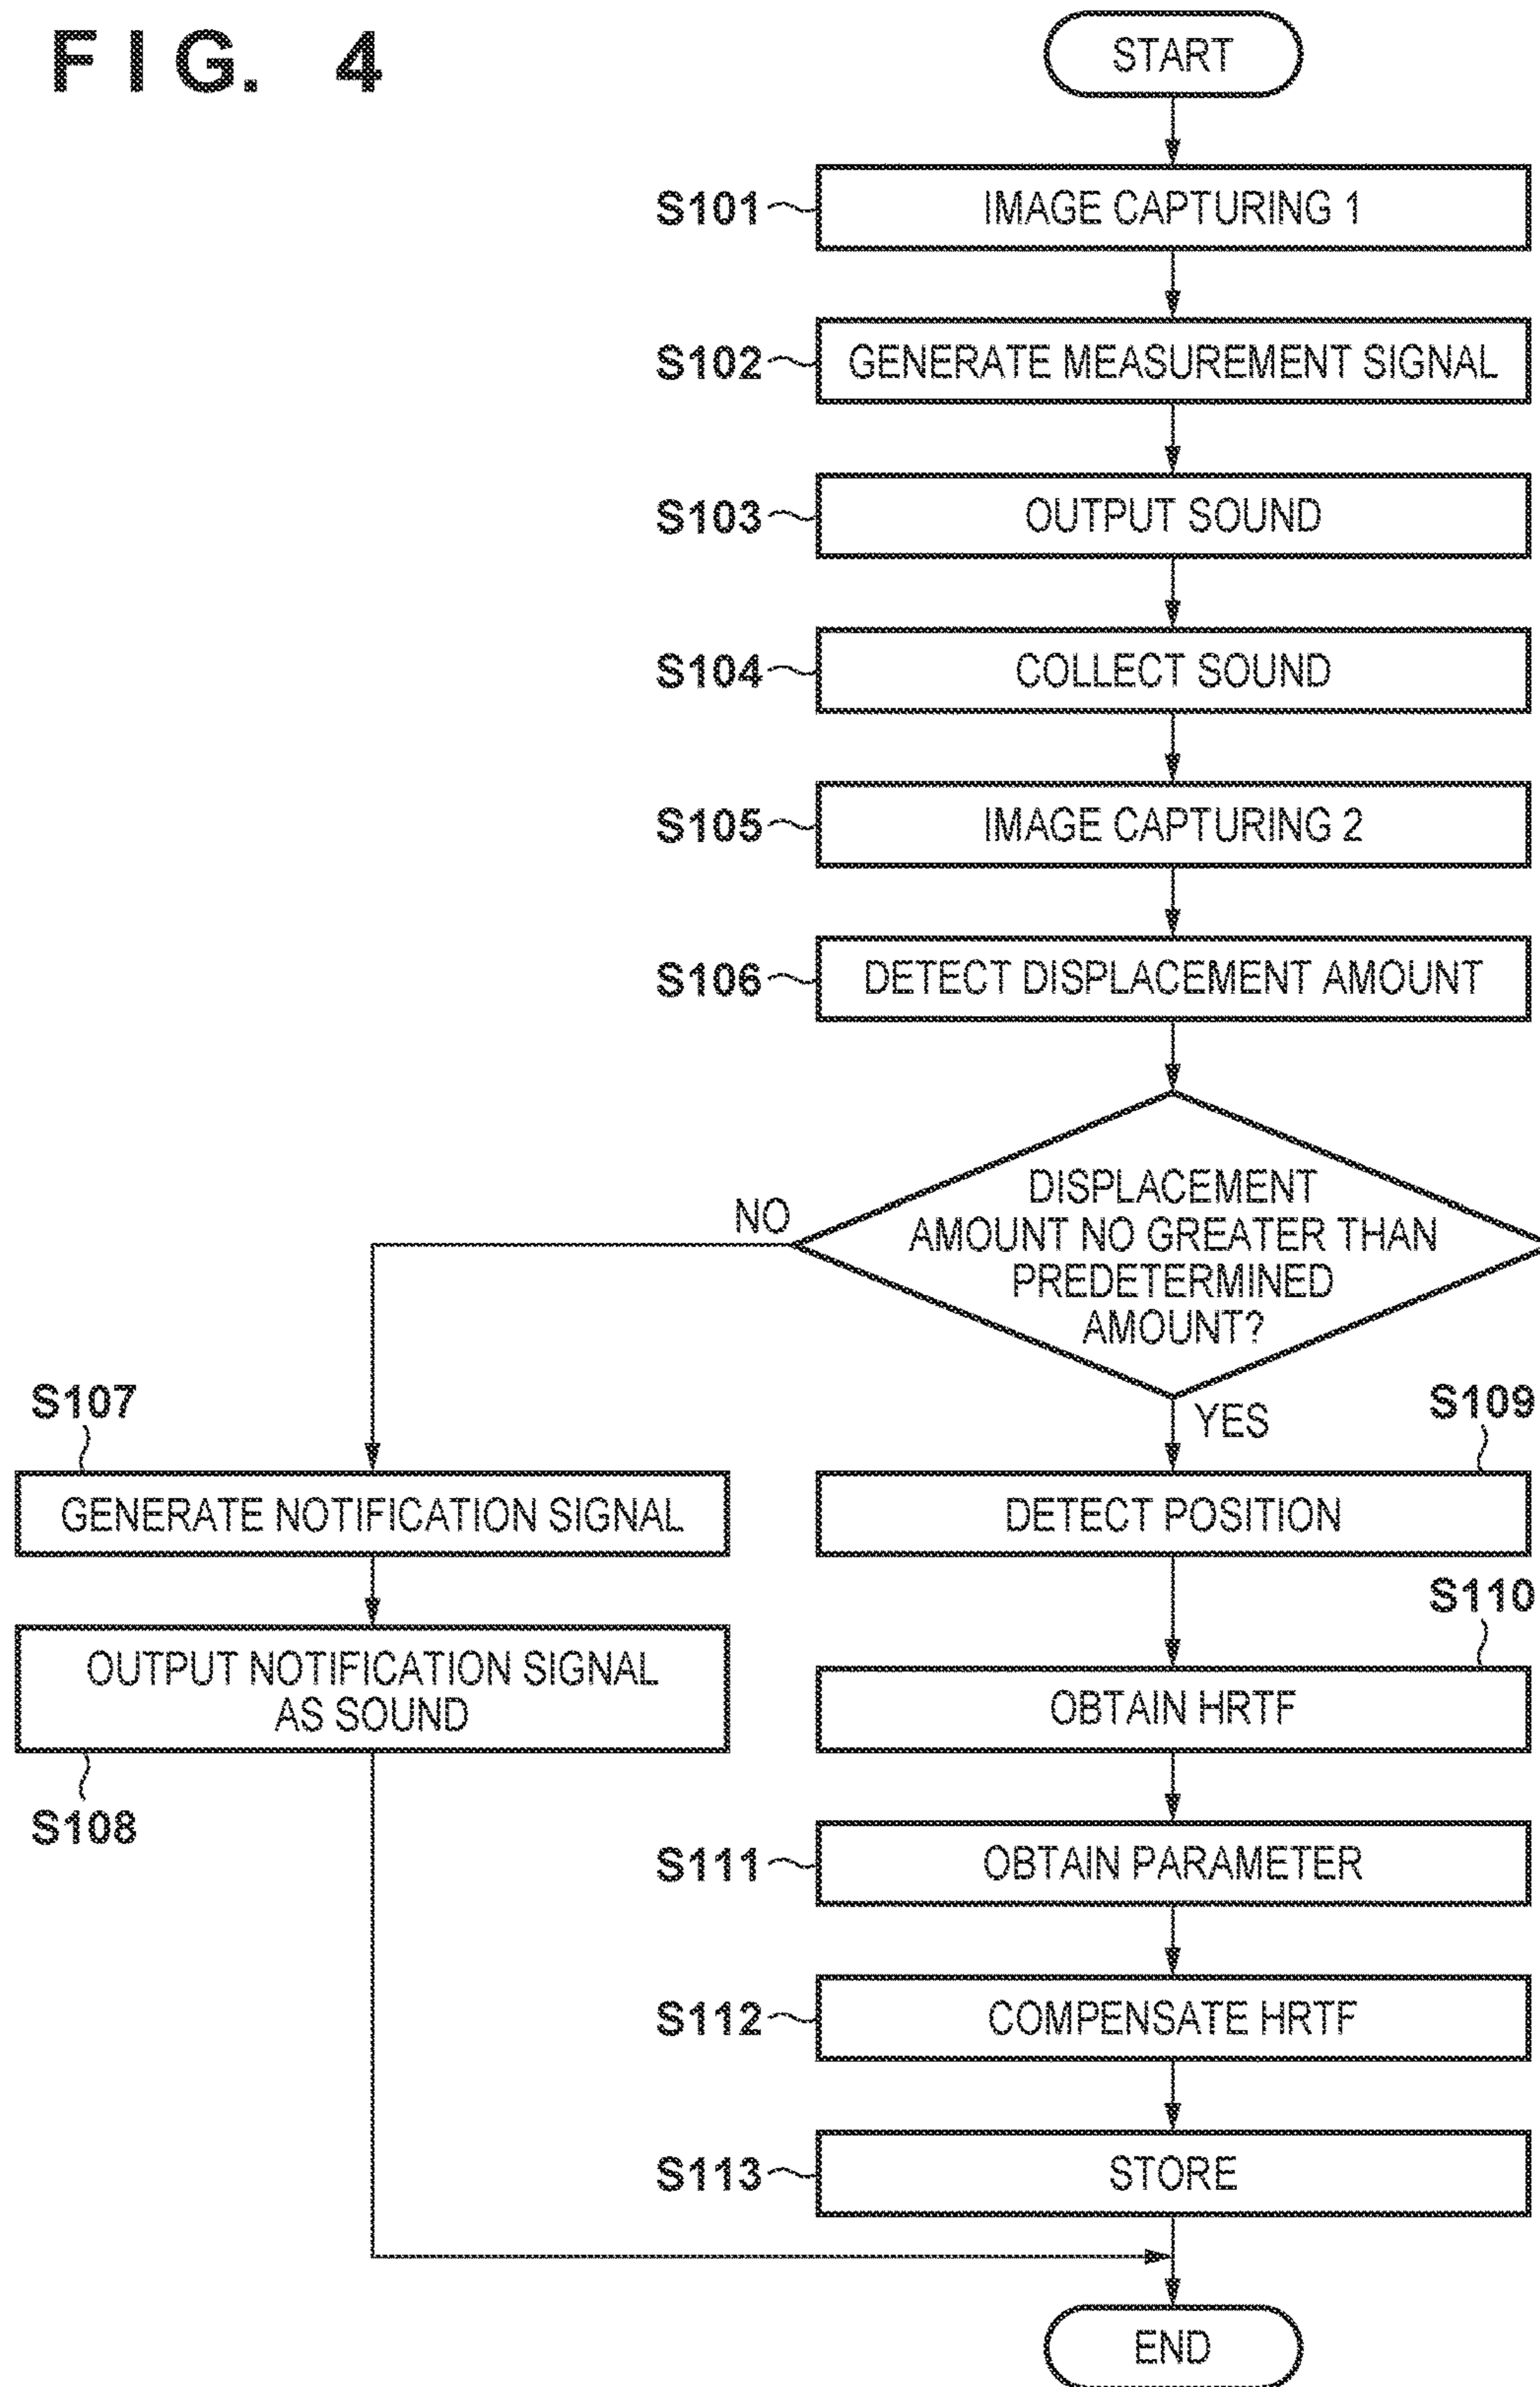 FIG. 4
START
S101
IMAGE CAPTURING 1
S102
GENERATE MEASUREMENT SIGNAL
S103
OUTPUT SOUND
S104
COLLECT SOUND
S105
IMAGE CAPTURING 2
S106
DETECT DISPLACEMENT AMOUNT
DISPLACEMENT
AMOUNT NO GREATER THAN
PREDETERMINED
AMOUNT?
NO
YES
S107
GENERATE NOTIFICATION SIGNAL
OUTPUT NOTIFICATION SIGNAL
AS SOUND
S108
S109
DETECT POSITION
S110
OBTAIN HRTF
S111
OBTAIN PARAMETER
S112
COMPENSATE HRTF
S113
STORE
END